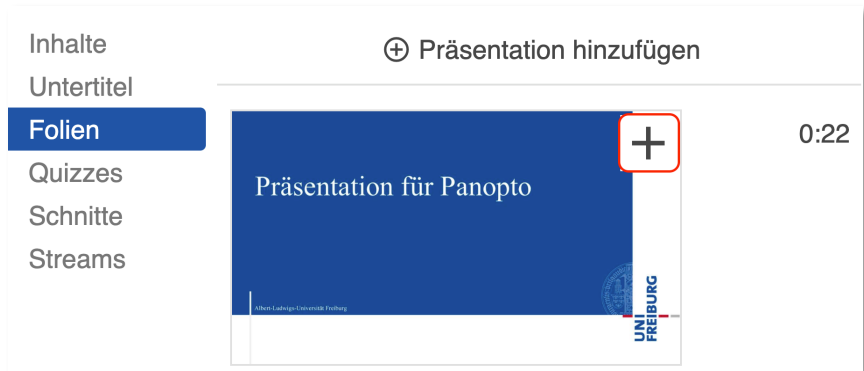 Inhalte
Untertitel
Folien
Quizzes
Schnitte
Streams
Präsentation hinzufügen
0:22
Präsentation für Panopto
Albert-Ludwigs-Universität Freiburg
UNI
FREIBURG